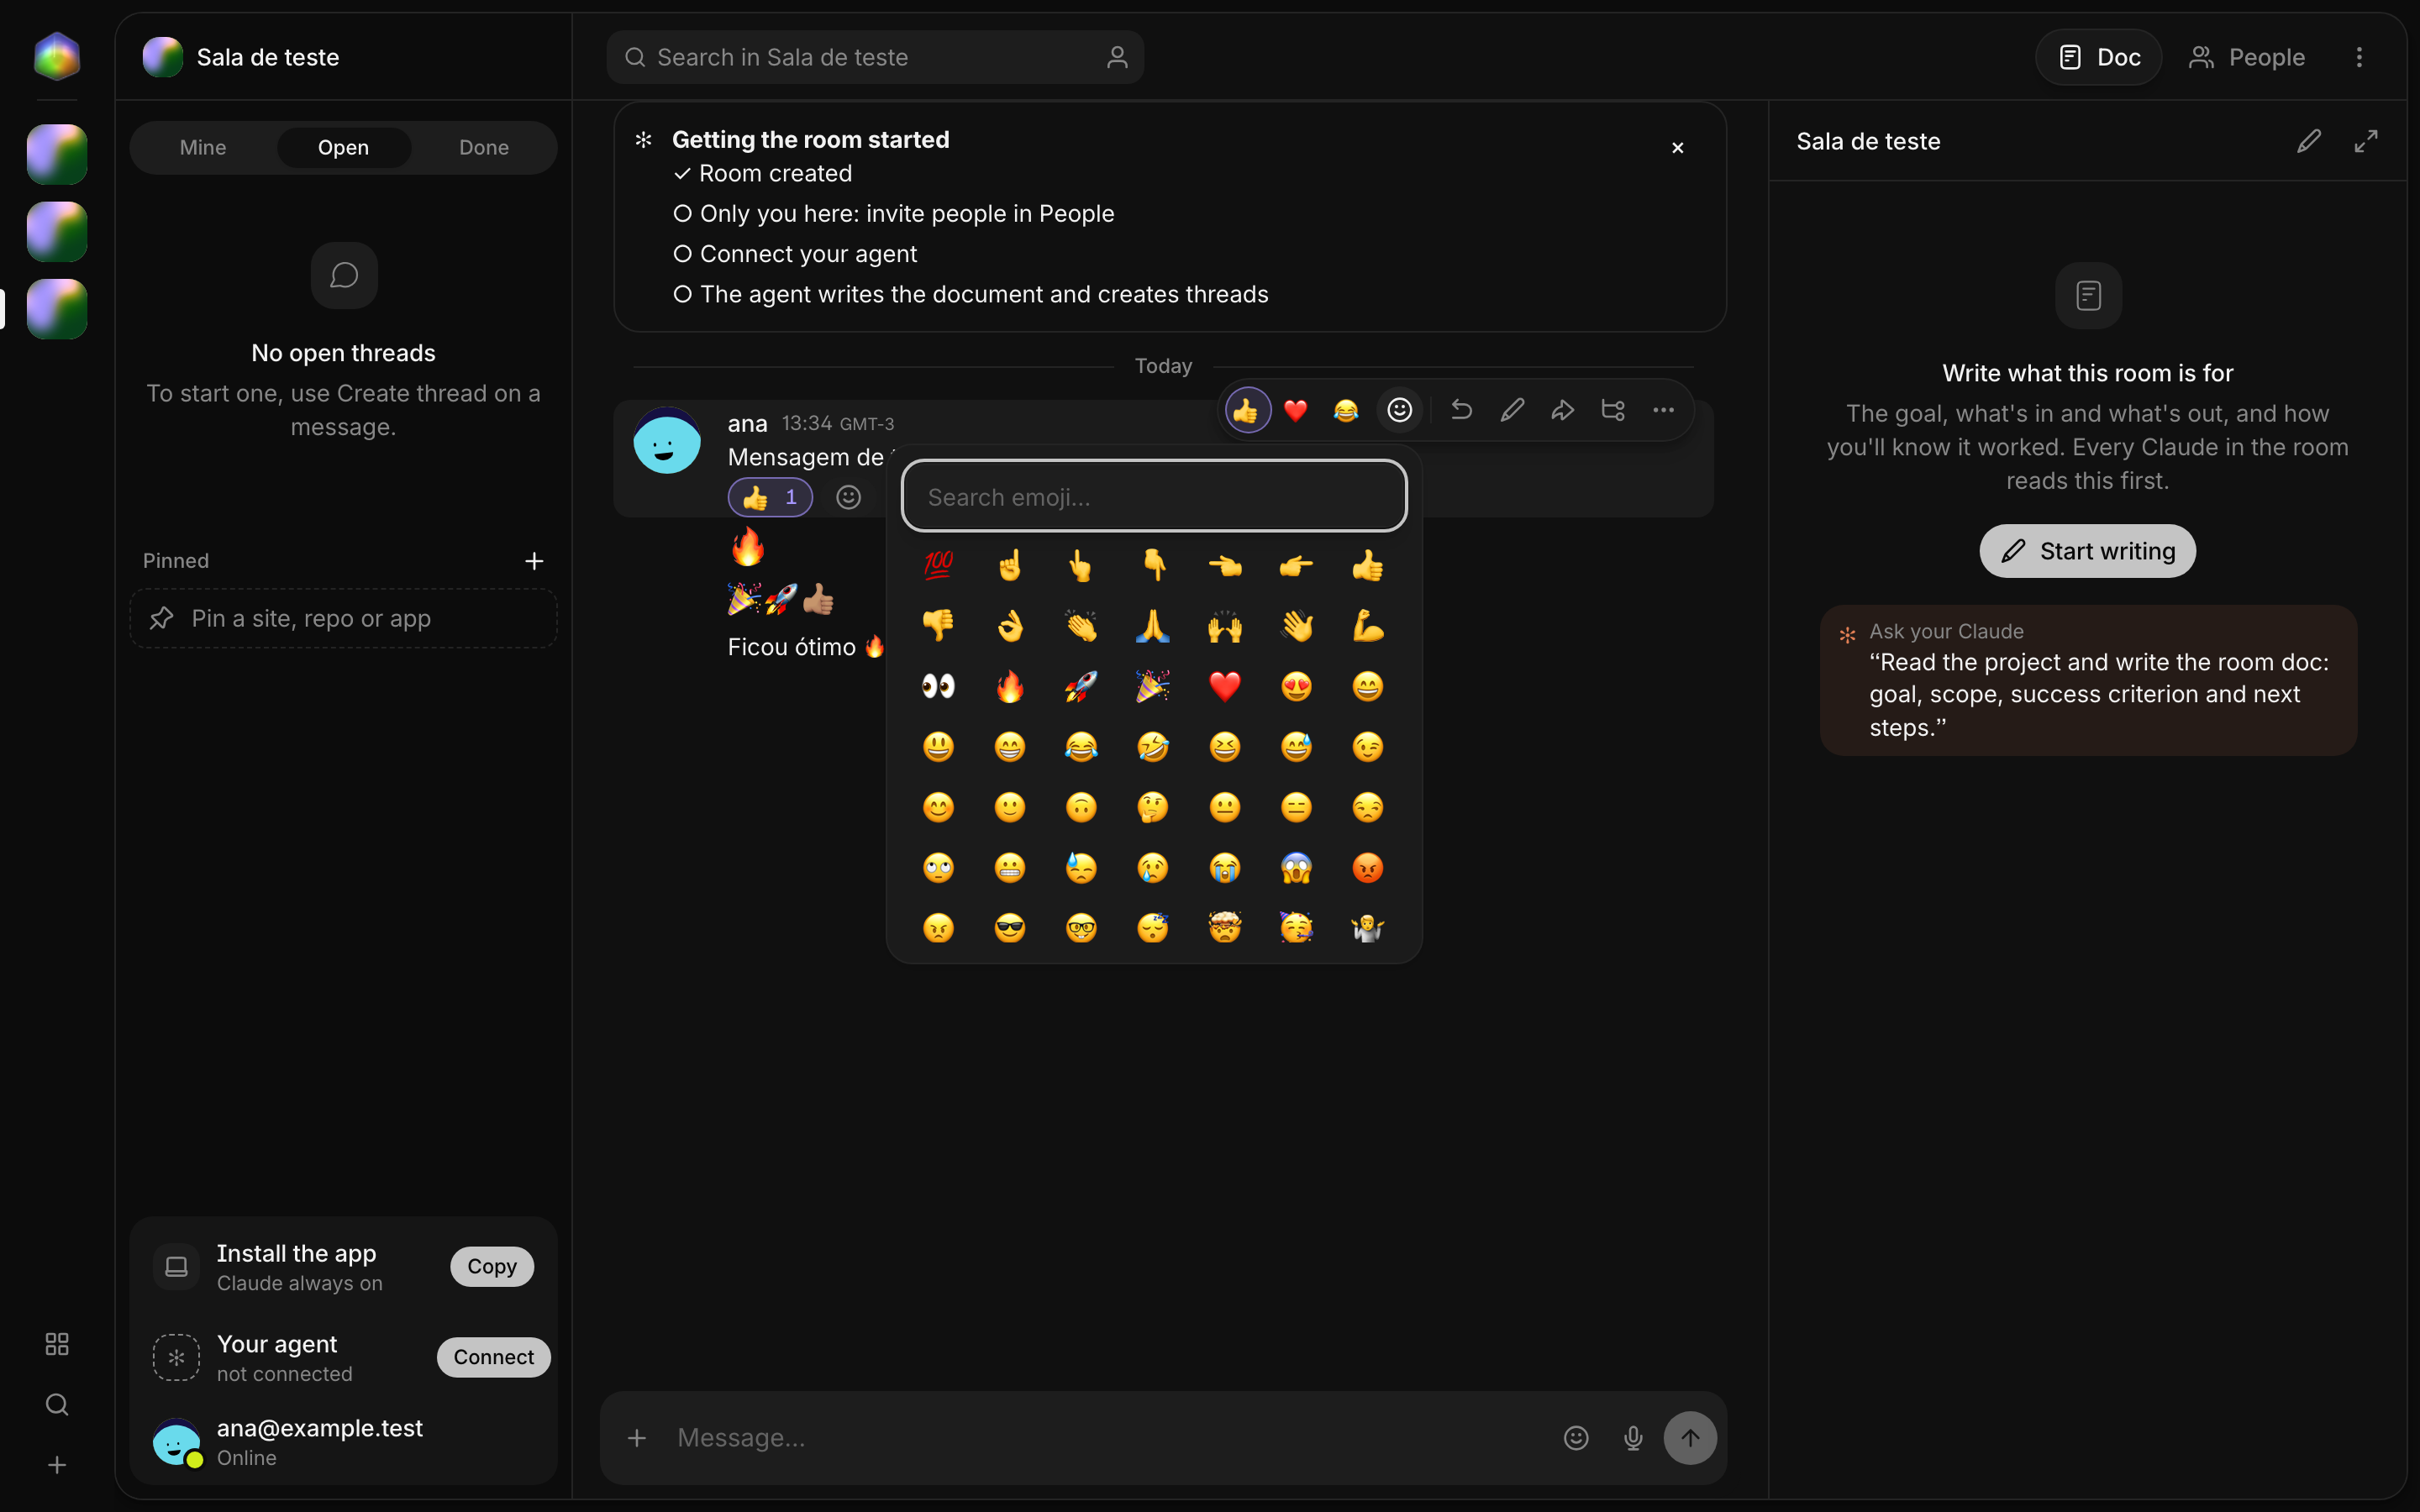 Sala de teste
Search in Sala de teste
Doc
People
Mine
Open
Done
No open threads
To start one, use Create thread on a
message.
Pinned
Pin a site, repo or app
Install the app
Claude always on
Copy
Your agent
not connected
Connect
ana@example.test
Online
Getting the room started
Room created
Only you here: invite people in People
Connect your agent
The agent writes the document and creates threads
Today
ana 13:34 GMT-3
Mensagem de
👍 1
🔥
🎉🚀👍🏽
Ficou ótimo 🔥
Search emoji...
💯
Message...
Sala de teste
Write what this room is for
The goal, what's in and what's out, and how
you'll know it worked. Every Claude in the room
reads this first.
Start writing
Ask your Claude
“Read the project and write the room doc:
goal, scope, success criterion and next
steps.”